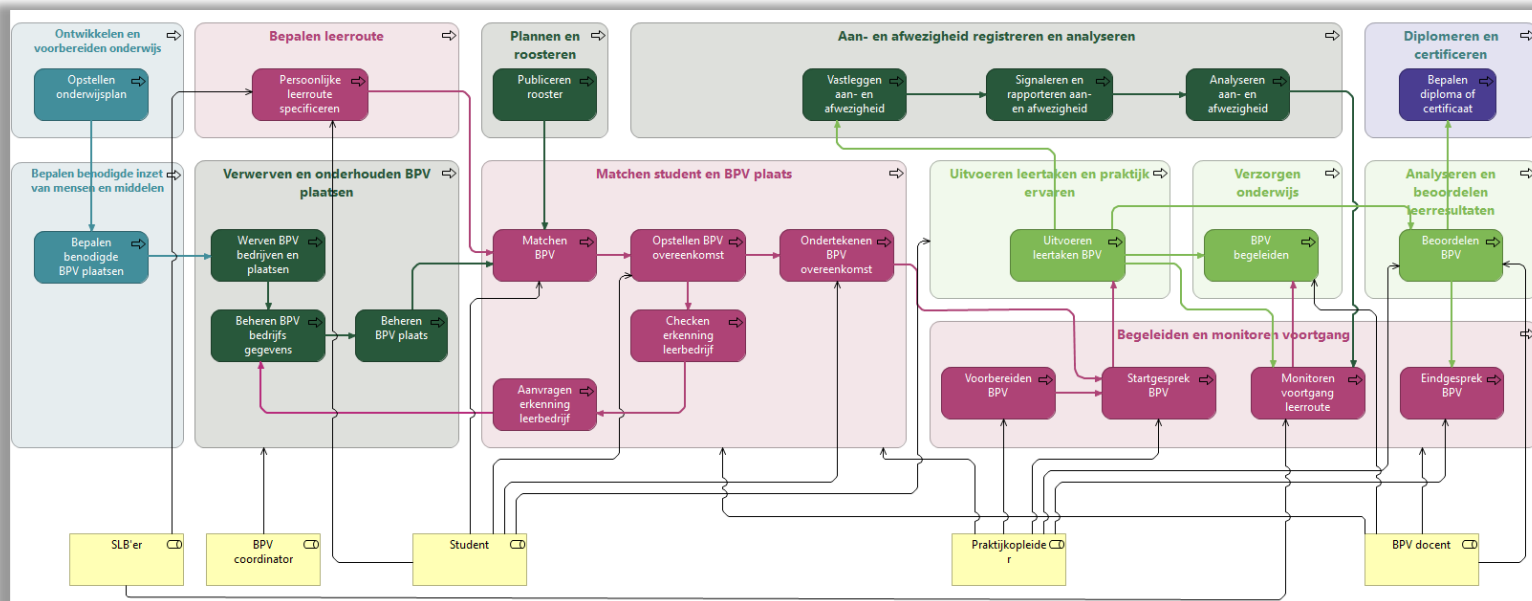 Ontwikkelen en
voorbereiden onderwijs
Opstellen
onderwijsplan
Bepalen leerroute
Persoonlijke
leerroute
specificeren
Plannen en
roosteren
Publiceren
rooster
Aan- en afwezigheid registreren en analyseren
Vastleggen
aan- en
afwezigheid
Signaleren en
rapporteren aan-
en afwezigheid
Analyseren
aan- en
afwezigheid
Diplomeren en
certificeren
Bepalen
diploma of
certificaat
Bepalen benodigde inzet
van mensen en middelen
Bepalen
benodigde
BPV plaatsen
Verwerven en onderhouden BPV
plaatsen
Werven BPV
bedrijven en
plaatsen
Beheren BPV
bedrijfs
gegevens
Beheren
BPV plaats
Matchen student en BPV plaats
Matchen
BPV
Opstellen BPV
overeenkomst
Ondertekenen
BPV
overeenkomst
Checken
erkenning
leerbedrijf
Aanvragen
erkenning
leerbedrijf
Uitvoeren leertaken en praktijk
ervaren
Uitvoeren
leertaken BPV
Verzorgen
onderwijs
BPV
begeleiden
Analyseren en
beoordelen
leerresultaten
Beoordelen
BPV
Begeleiden en monitoren voortgang
Voorbereiden
BPV
Startgesprek
BPV
Monitoren
voortgang
leerroute
Eindgesprek
BPV
SLB'er
BPV
coordinator
Student
Praktijkopleide
r
BPV docent